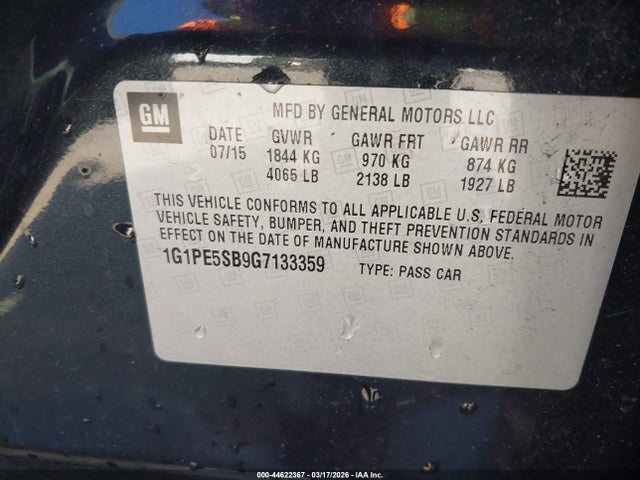 GM
MFD BY GENERAL MOTORS LLC
DATE GVWR GAWR FRT GAWR RR
07/15 1844 KG 970 KG 874 KG
4065 LB 2138 LB 1927 LB
THIS VEHICLE CONFORMS TO ALL APPLICABLE U.S. FEDERAL MOTOR
VEHICLE SAFETY, BUMPER, AND THEFT PREVENTION STANDARDS IN
EFFECT ON THE DATE OF MANUFACTURE SHOWN ABOVE.
1G1PE5SB9G7133359 TYPE: PASS CAR
000-44622367 - 03/17/2026 - IAA Inc.